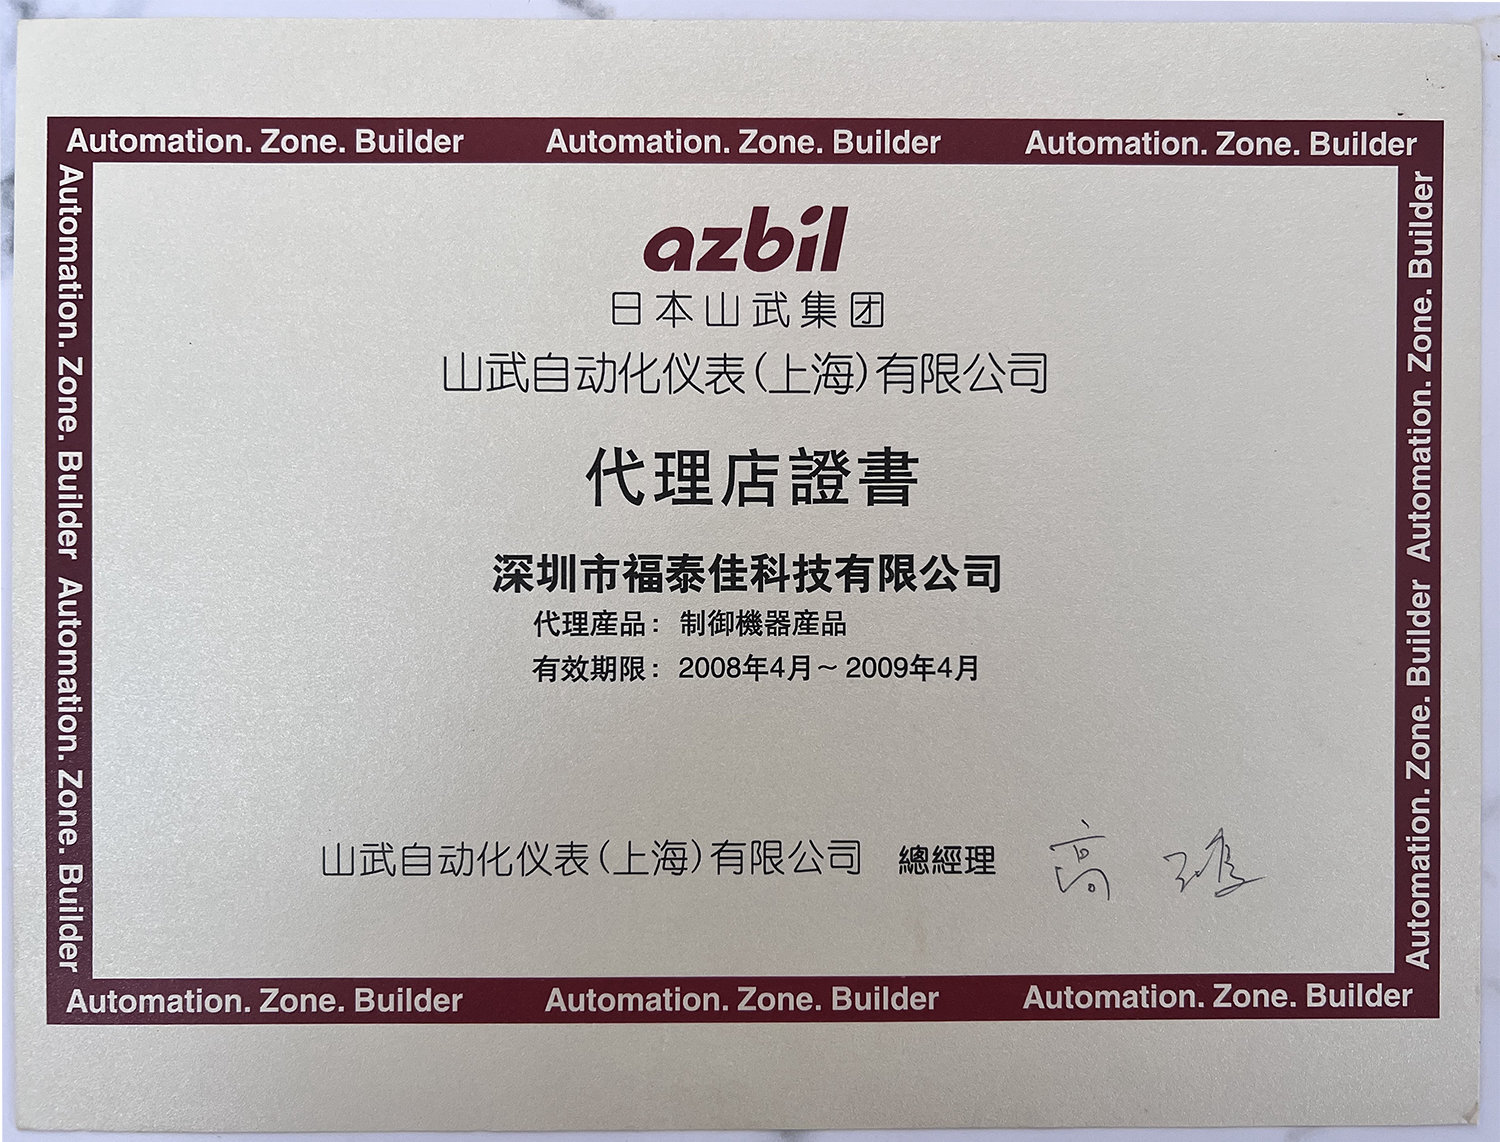 Automation. Zone. Builder Automation. Zone. Builder Automation. Zone. Builder
Automation. Zone. Builder Automation. Zone. Builder
azbil
日本山武集团
山武自动化仪表(上海)有限公司
代理店證書
深圳市福泰佳科技有限公司
代理産品：制御機器産品
有效期限：2008年4月～2009年4月
山武自动化仪表(上海)有限公司 總經理 高
Automation. Zone. Builder Automation. Zone. Builder
Automation. Zone. Builder Automation. Zone. Builder Automation. Zone. Builder